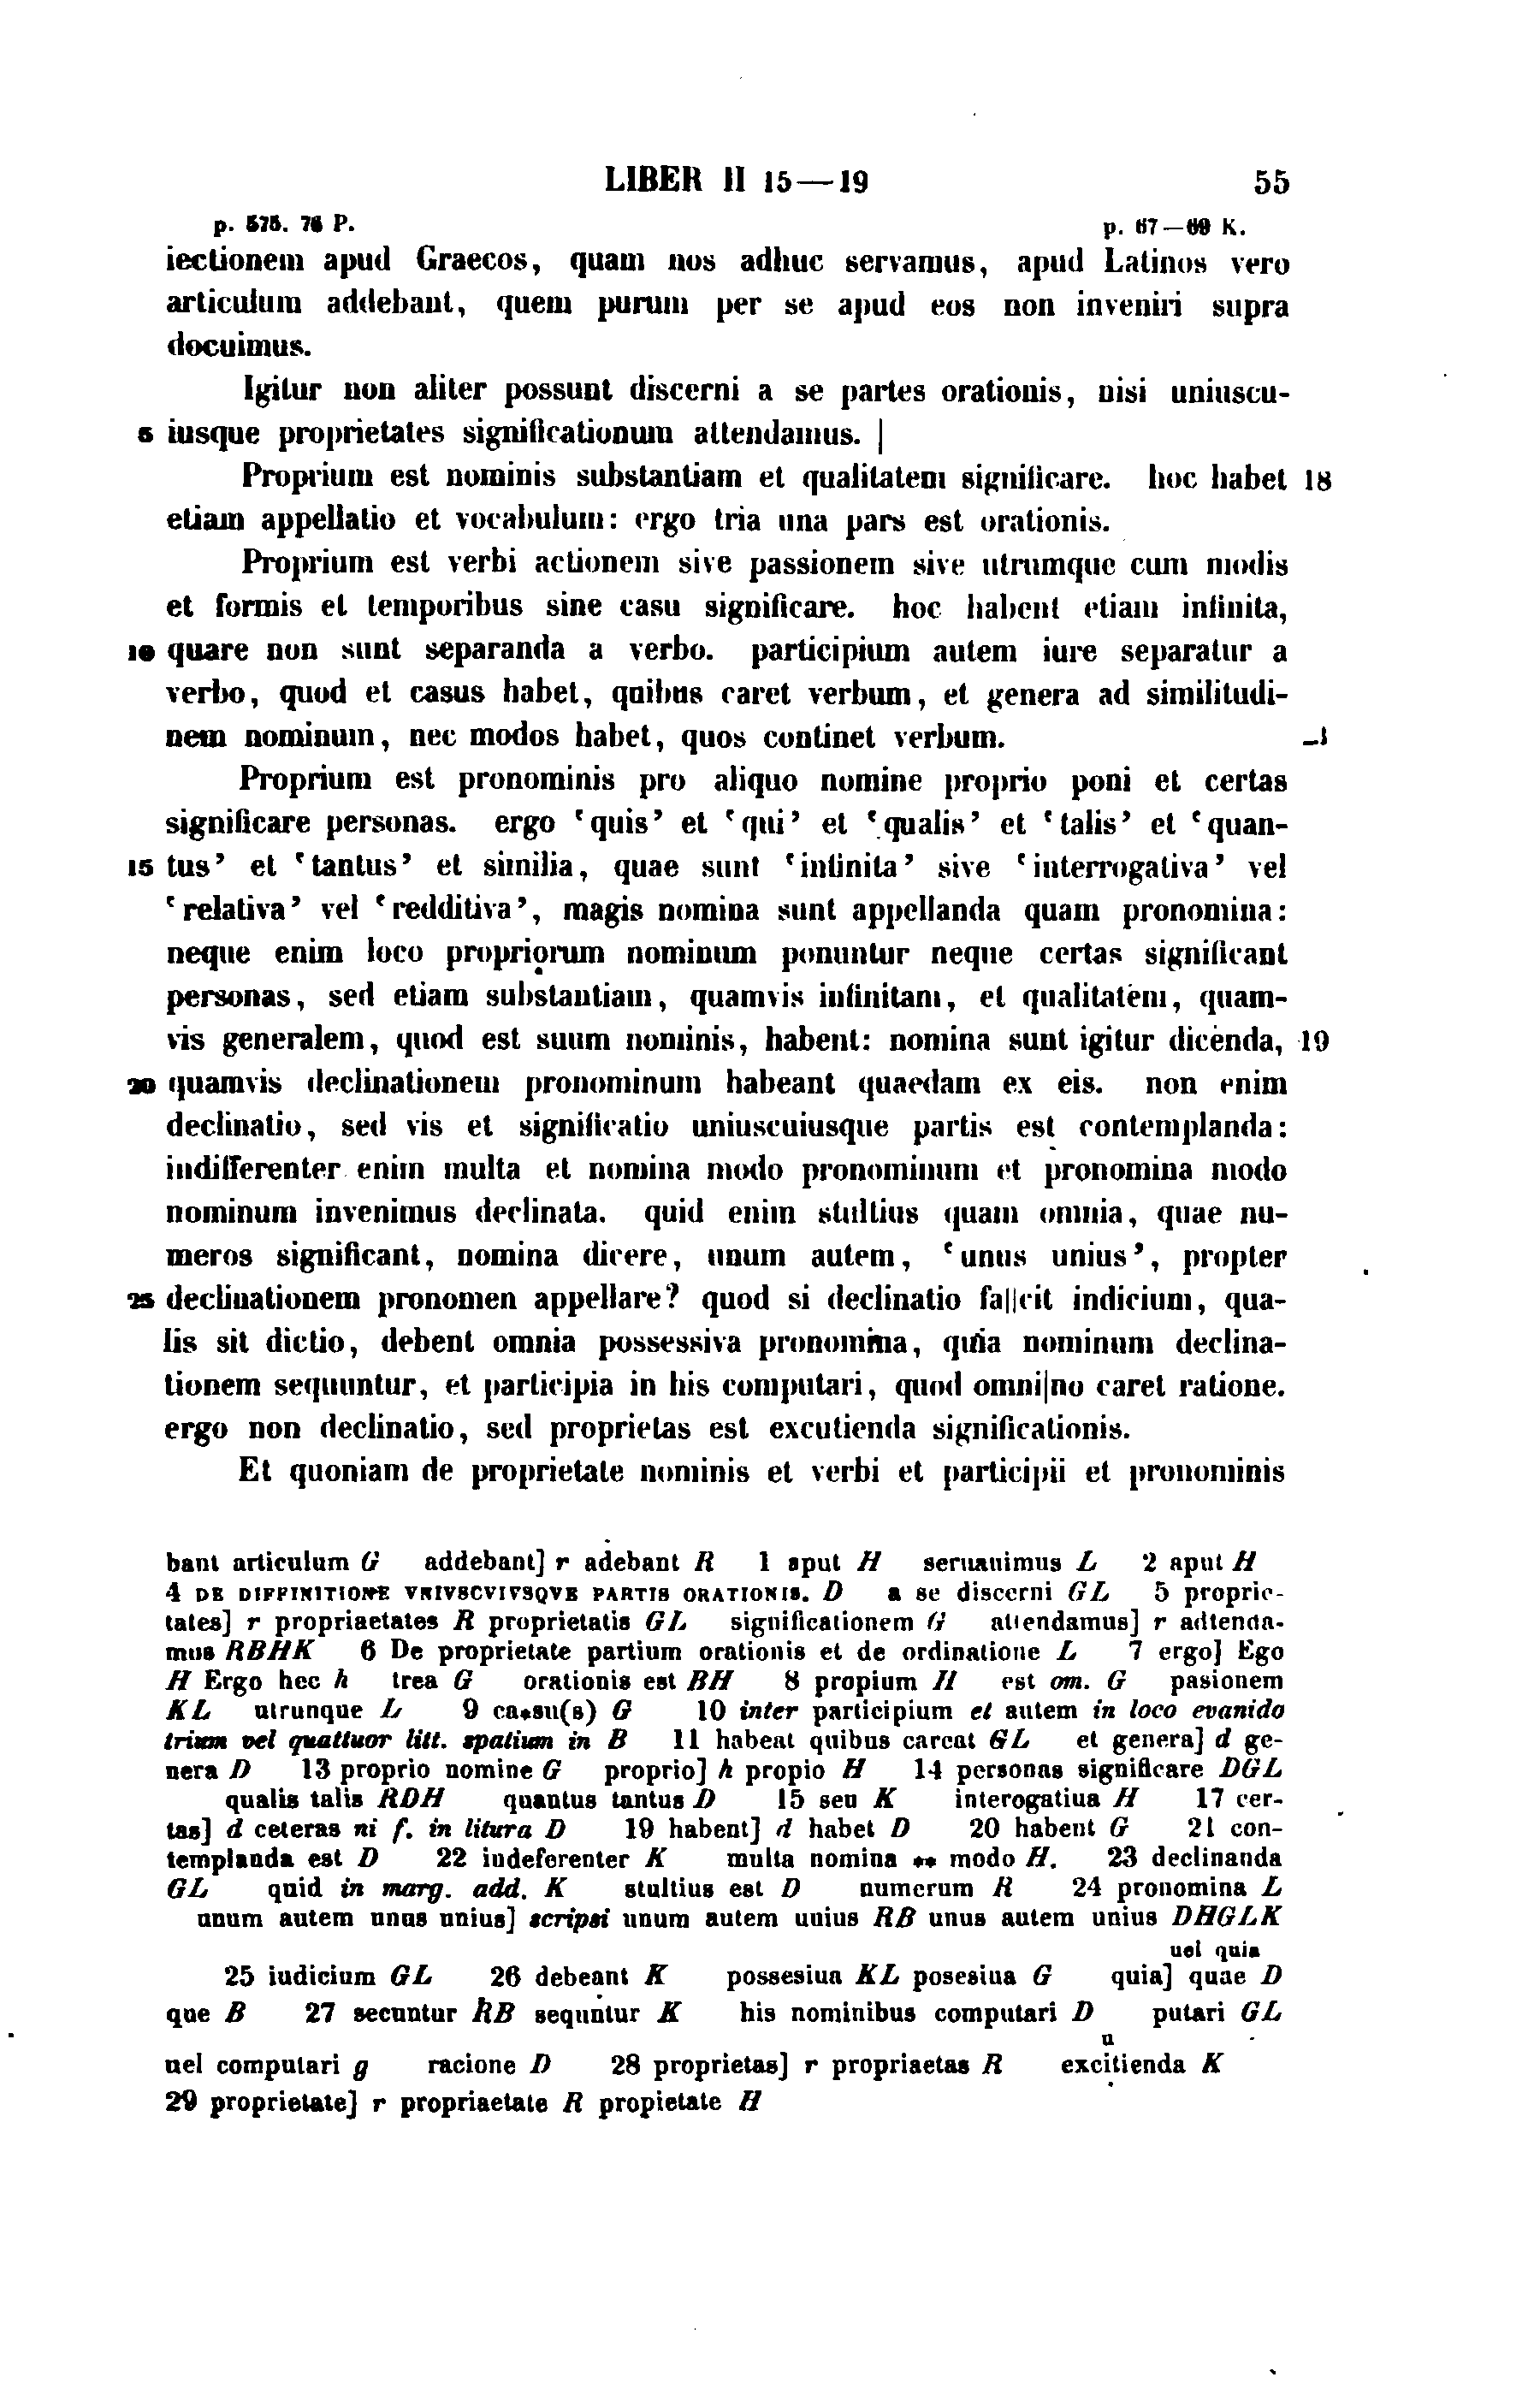 LIBER II 15—19 55
p. 575. 76 P. p. 67—69 K.
iectionem apud Graecos, quam nos adhuc servamus, apud Latinos vero
articulum addebant, quem purum per se apud eos non inveniri supra
docuimus.
Igitur non aliter possunt discerni a se partes orationis, nisi uniuscu-
5 iusque proprietates significationum attendamus. |
Proprium est nominis substantiam et qualitatem significare. hoc habet 18
etiam appellatio et vocabulum: ergo tria una pars est orationis.
Proprium est verbi actionem sive passionem sive utrumque cum modis
et formis et temporibus sine casu significare. hoc habent etiam infinita,
10 quare non sunt separanda a verbo. participium autem iure separatur a
verbo, quod et casus habet, quibus caret verbum, et genera ad similitudi-
nem nominum, nec modos habet, quos continet verbum.
Proprium est pronominis pro aliquo nomine proprio poni et certas
significare personas. ergo ‘quis’ et ‘qui’ et ‘qualis’ et ‘talis’ et ‘quan-
15 tus’ et ‘tantus’ et similia, quae sunt ‘infinita’ sive ‘interrogativa’ vel
‘relativa’ vel ‘redditiva’, magis nomina sunt appellanda quam pronomina:
neque enim loco propriorum nominum ponuntur neque certas significant
personas, sed etiam substantiam, quamvis infinitam, et qualitatem, quam-
vis generalem, quod est suum nominis, habent: nomina sunt igitur dicenda, 19
20 quamvis declinationem pronominum habeant quaedam ex eis. non enim
declinatio, sed vis et significatio uniuscuiusque partis est contemplanda:
indifferenter enim multa et nomina modo pronominum et pronomina modo
nominum invenimus declinata. quid enim stultius quam omnia, quae nu-
meros significant, nomina dicere, unum autem, ‘unus unius’, propter
25 declinationem pronomen appellare? quod si declinatio fa||cit indicium, qua-
lis sit dictio, debent omnia possessiva pronomina, quia nominum declina-
tionem sequuntur, et participia in his computari, quod omni|no caret ratione.
ergo non declinatio, sed proprietas est excutienda significationis.
Et quoniam de proprietate nominis et verbi et participii et pronominis
bant articulum G addebant] r adebant R 1 aput H seruauimus L 2 aput H
4 DE DIFFINITIONE VNIVSCVIVSQVE PARTIS ORATIONIS. D a se discerni GL 5 proprie-
tates] r propriaetates R proprietatis GL significationem G attendamus] r adtenda-
mus RBHK 6 De proprietate partium orationis et de ordinatione L 7 ergo] Ego
H Ergo hec h trea G orationis est BH 8 propium H est om. G pasionem
KL utrunque L 9 ca*su(s) G 10 inter participium et autem in loco evanido
trium vel quattuor litt. spatium in B 11 habeat quibus careat GL et genera] d ge-
nera D 13 proprio nomine G proprio] h propio H 14 personas significare DGL
qualis talis RDH quantus tantus D 15 seu K interogatiua H 17 cer-
tas] d ceteras ni f. in litura D 19 habent] d habet D 20 habent G 21 con-
templanda est D 22 indeferenter K multa nomina ** modo H. 23 declinanda
GL quid in marg. add. K stultius est D numerum R 24 pronomina L
unum autem unus unius] scripsi unum autem unius RB unus autem unius DHGLK
uel quia
25 iudicium GL 26 debeant K possesiua KL posesiua G quia] quae D
que B 27 secuntur RB sequntur K his nominibus computari D putari GL
u
uel computari g racione D 28 proprietas] r propriaetas R excitienda K
29 proprietate] r propriaetate R propietate H